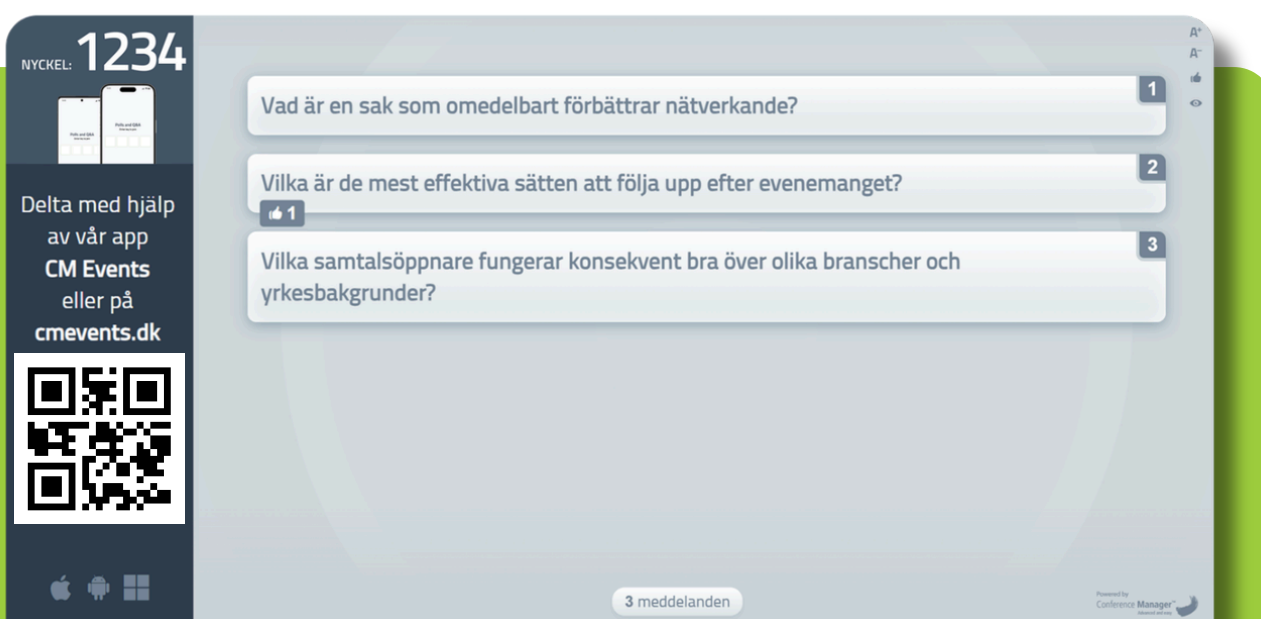 NYCKEL: 1234
Delta med hjälp
av vår app
CM Events
eller på
cmevents.dk
A+
A-
Vad är en sak som omedelbart förbättrar nätverkande?
1
Vilka är de mest effektiva sätten att följa upp efter evenemanget?
2
1
Vilka samtalsöppnare fungerar konsekvent bra över olika branscher och
yrkesbakgrunder?
3
3 meddelanden
Powered by
Conference Manager